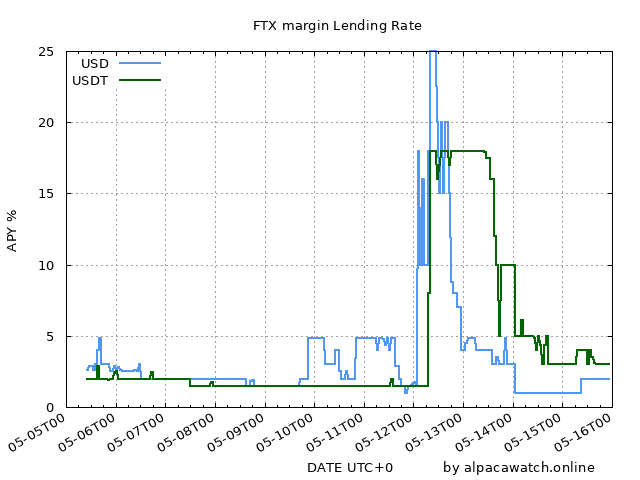 FTX margin Lending Rate
25
USD
USDT
20
15
APY %
10
5
0
05-05T00
05-06T00
05-07T00
05-08T00
05-09T00
05-10T00
05-11T00
05-12T00
05-13T00
05-14T00
05-15T00
05-16T00
DATE UTC+0
by alpacawatch.online